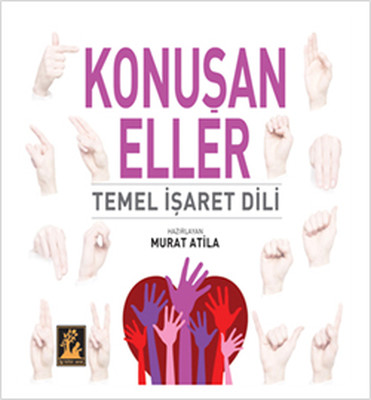 KONUŞAN
ELLER
TEMEL İŞARET DİLİ
HAZIRLAYAN
MURAT ATİLA